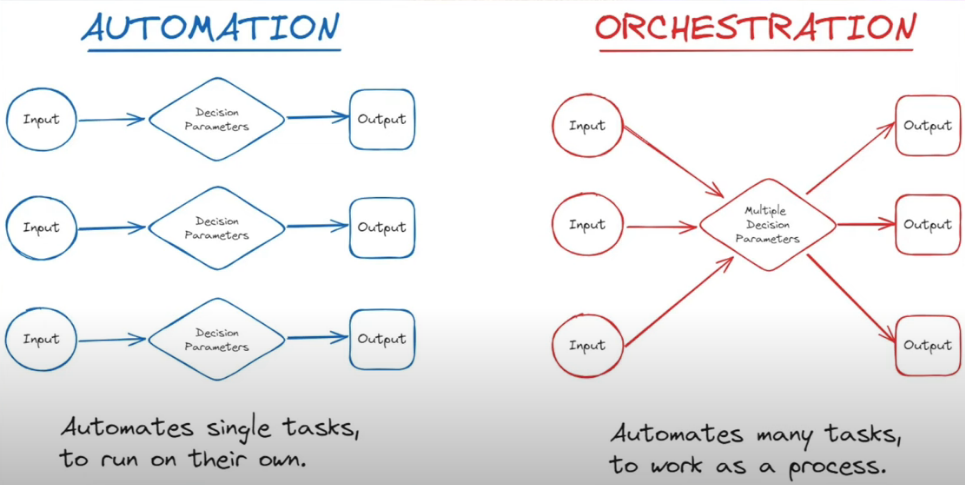 AUTOMATION
Input
Decision
Parameters
Output
Input
Decision
Parameters
Output
Input
Decision
Parameters
Output
Automates single tasks,
to run on their own.
ORCHESTRATION
Input
Input
Input
Multiple
Decision
Parameters
Output
Output
Output
Automates many tasks,
to work as a process.